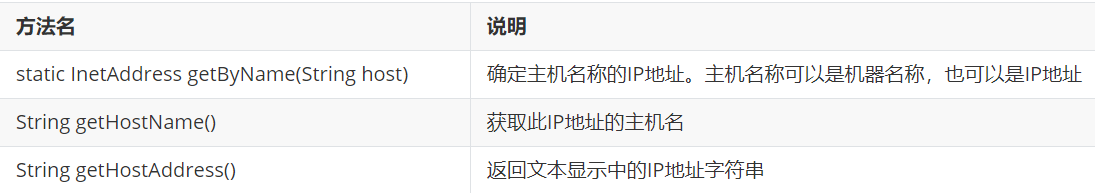 方法名 说明
static InetAddress getByName(String host) 确定主机名称的IP地址。主机名称可以是机器名称，也可以是IP地址
String getHostName() 获取此IP地址的主机名
String getHostAddress() 返回文本显示中的IP地址字符串